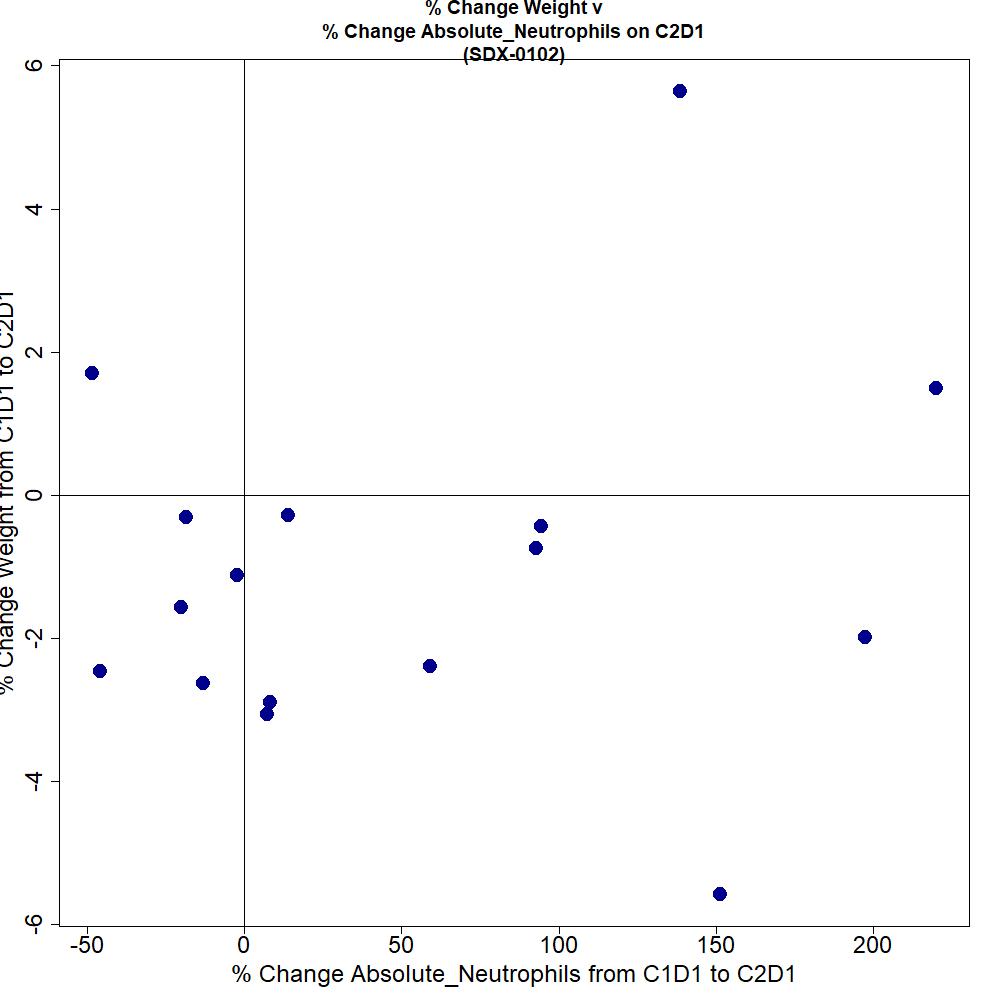 % Change Weight v
% Change Absolute_Neutrophils on C2D1
(SDX-0102)
6
4
2
0
-2
-4
-6
% Change Weight from C1D1 to C2D1
-50
0
50
100
150
200
% Change Absolute_Neutrophils from C1D1 to C2D1